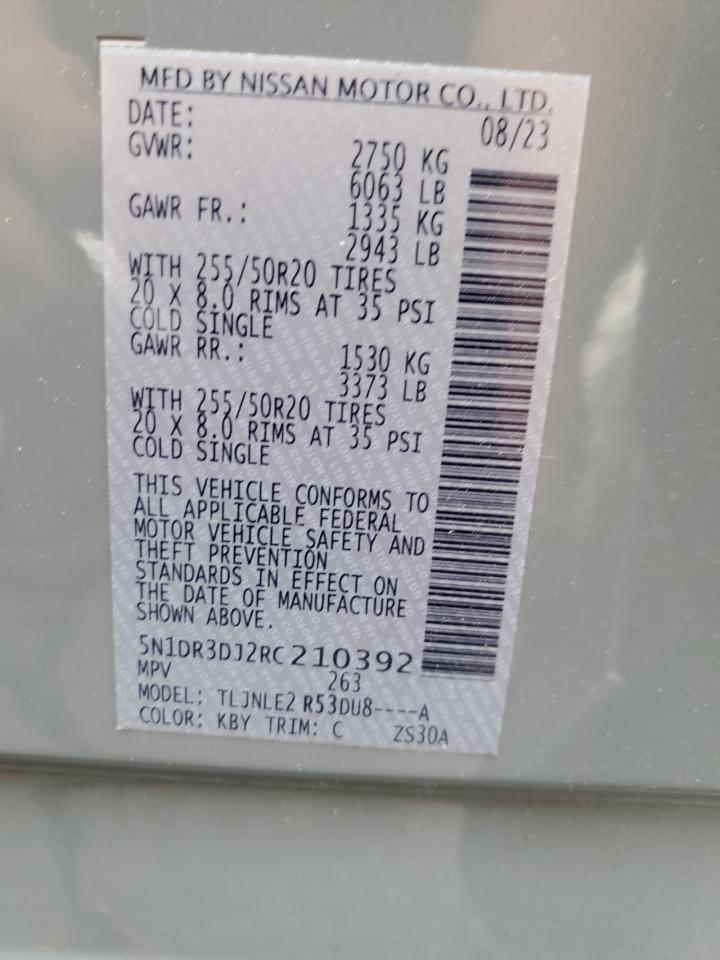 MFD BY NISSAN MOTOR CO., LTD.
DATE: 08/23
GVWR: 2750 KG
6063 LB
GAWR FR.: 1335 KG
2943 LB
WITH 255/50R20 TIRES
20 X 8.0 RIMS AT 35 PSI
COLD SINGLE
GAWR RR.: 1530 KG
3373 LB
WITH 255/50R20 TIRES
20 X 8.0 RIMS AT 35 PSI
COLD SINGLE
THIS VEHICLE CONFORMS TO
ALL APPLICABLE FEDERAL
MOTOR VEHICLE SAFETY AND
THEFT PREVENTION
STANDARDS IN EFFECT ON
THE DATE OF MANUFACTURE
SHOWN ABOVE.
5N1DR3DJ2RC210392
MPV 263
MODEL: TLJNLE2 R53DU8----A
COLOR: KBY TRIM: C ZS30A